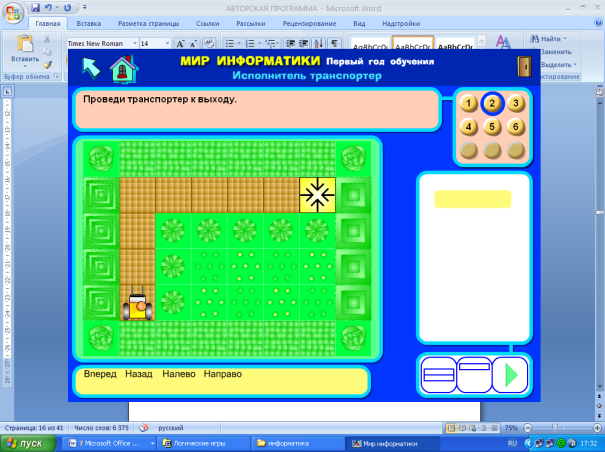 АВТОРСКАЯ ПРОГРАММА - Microsoft Word
Главная Вставка Разметка страницы Ссылки Рассылки Рецензирование Вид Надстройки
Вставить
Times New Roman 14
AaBbCcDc AaBbCcDc AaBbCcDc
Найти
Заменить
Выделить
Буфер обмена
МИР ИНФОРМАТИКИ Первый год обучения
Исполнитель транспортер
Проведи транспортер к выходу.
1 2 3
4 5 6
Вперед Назад Налево Направо
Страница: 16 из 41 Число слов: 6 375 русский 75%
пуск 7 Microsoft Office ... Логические игры информатика Мир информатики RU 17:32